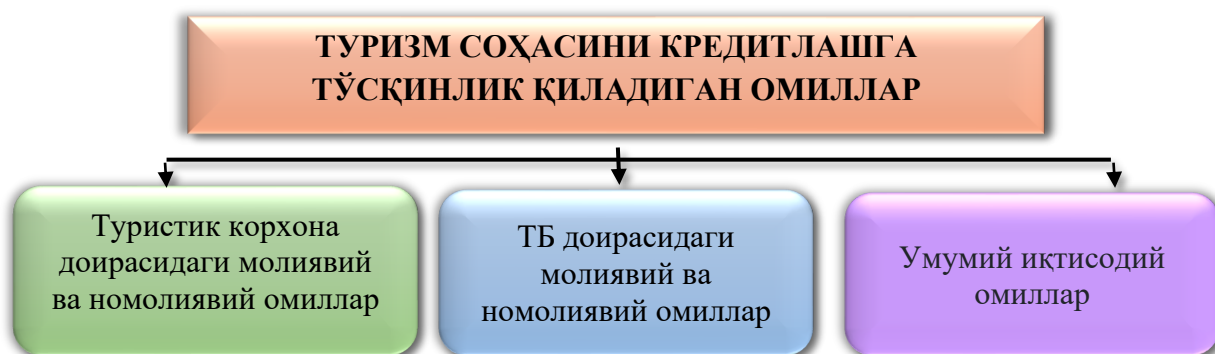 ТУРИЗМ СОҲАСИНИ КРЕДИТЛАШГА
ТЎСҚИНЛИК ҚИЛАДИГАН ОМИЛЛАР
Туристик корхона
доирасидаги молиявий
ва номолиявий омиллар
ТБ доирасидаги
молиявий ва
номолиявий омиллар
Умумий иқтисодий
омиллар